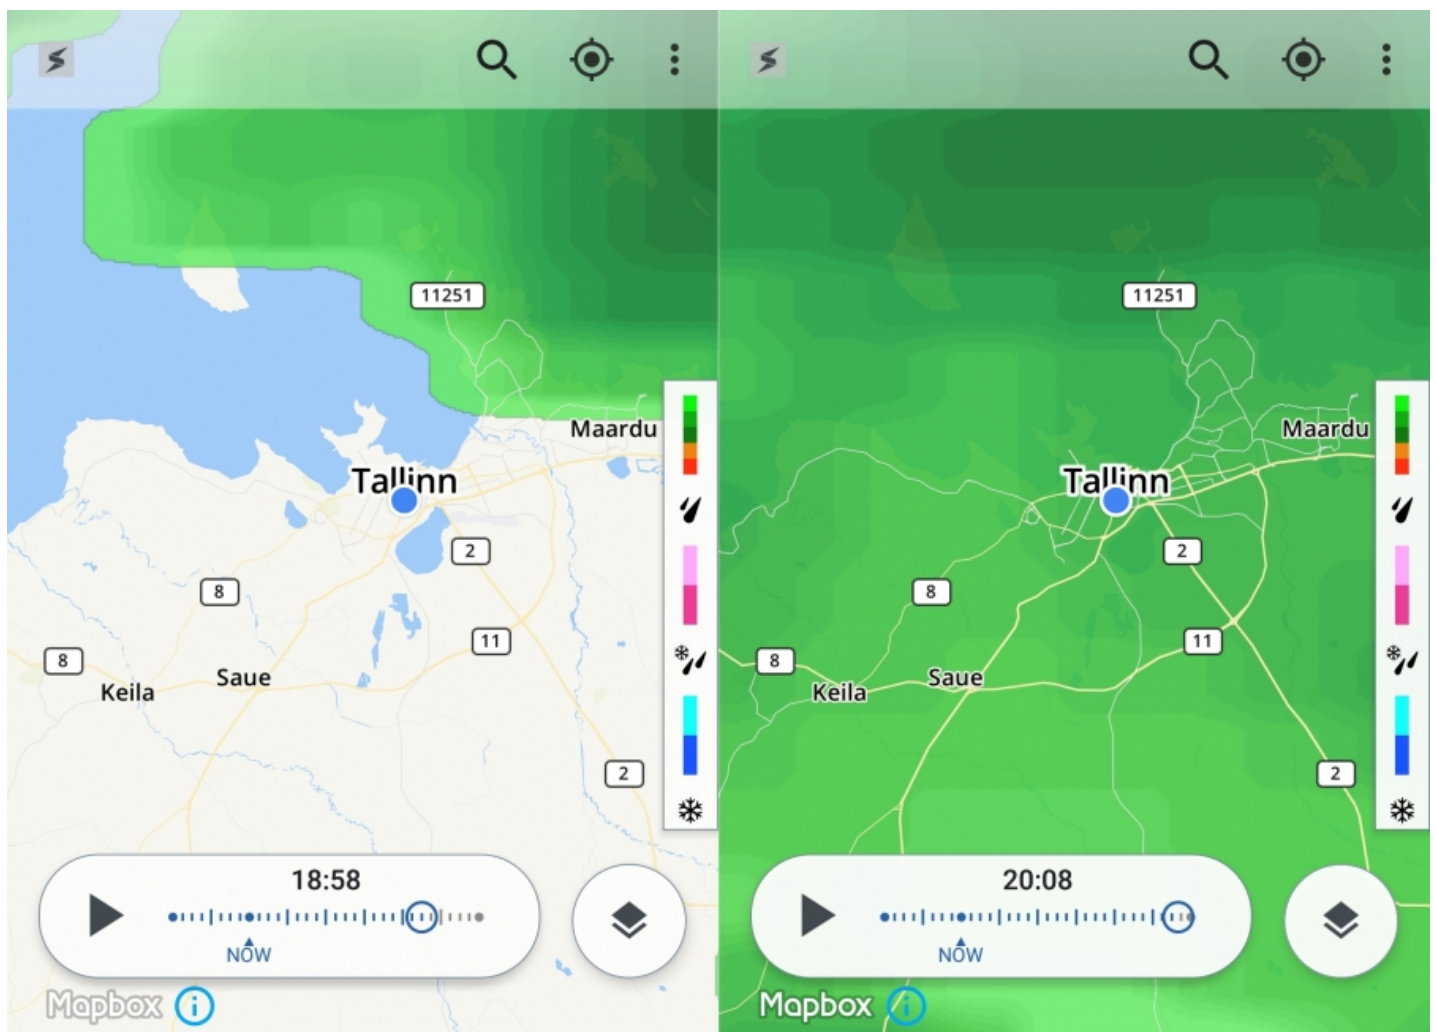 11251
Maardu
Tallinn
2
8
11
8
Saue
Keila
2
18:58
NOW
Mapbox
11251
Maardu
Tallinn
2
8
11
8
Saue
Keila
2
20:08
NOW
Mapbox